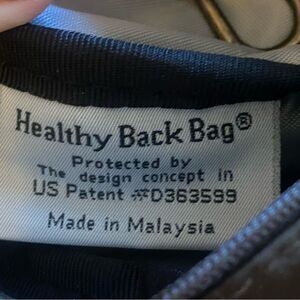 Healthy Back Bag®
Protected by
The design concept in
US Patent #D363599
Made in Malaysia